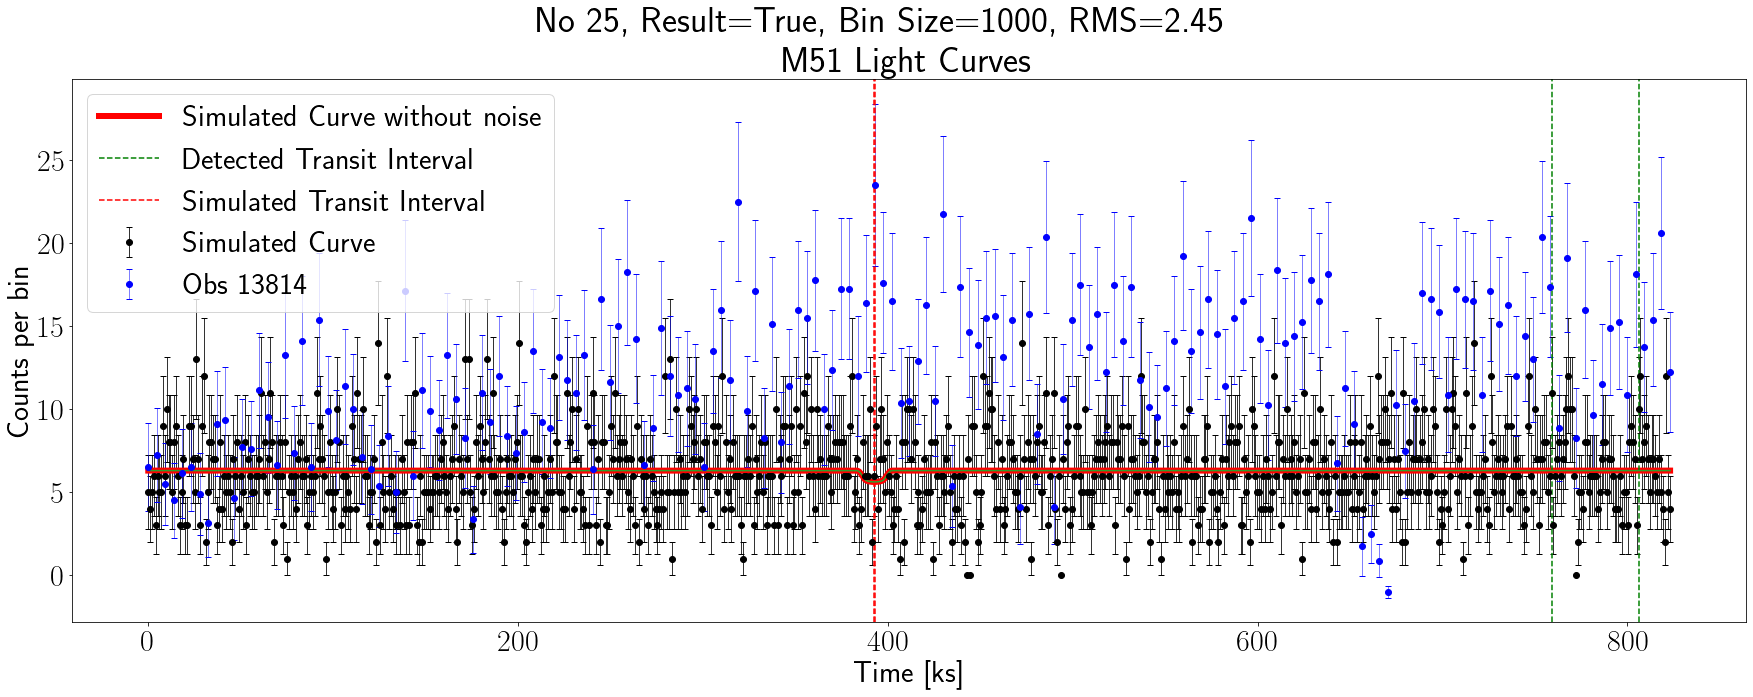 No 25, Result=True, Bin Size=1000, RMS=2.45
M51 Light Curves
Simulated Curve without noise
Detected Transit Interval
Simulated Transit Interval
Simulated Curve
Obs 13814
Counts per bin
25
20
15
10
5
0
0 200 400 600 800
Time [ks]